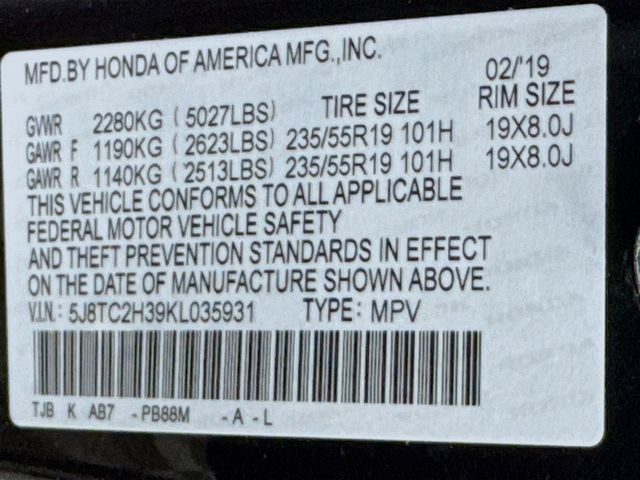 MFD.BY HONDA OF AMERICA MFG.,INC.
02/'19
TIRE SIZE RIM SIZE
GVWR 2280KG (5027LBS)
GAWR F 1190KG (2623LBS) 235/55R19 101H 19X8.0J
GAWR R 1140KG (2513LBS) 235/55R19 101H 19X8.0J
THIS VEHICLE CONFORMS TO ALL APPLICABLE
FEDERAL MOTOR VEHICLE SAFETY
AND THEFT PREVENTION STANDARDS IN EFFECT
ON THE DATE OF MANUFACTURE SHOWN ABOVE.
V.I.N.: 5J8TC2H39KL035931 TYPE: MPV
TJB K AB7 -PB88M -A -L